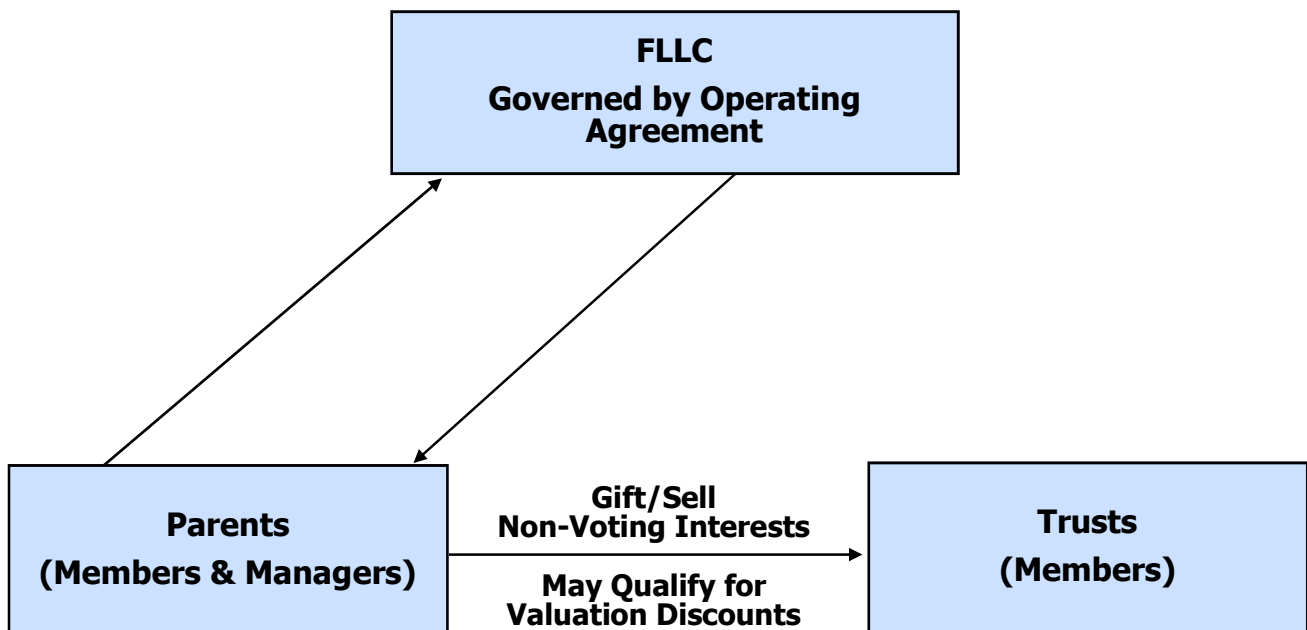 FLLC
Governed by Operating
Agreement
Gift/Sell
Non-Voting Interests
Parents
(Members & Managers)
Trusts
(Members)
May Qualify for
Valuation Discounts